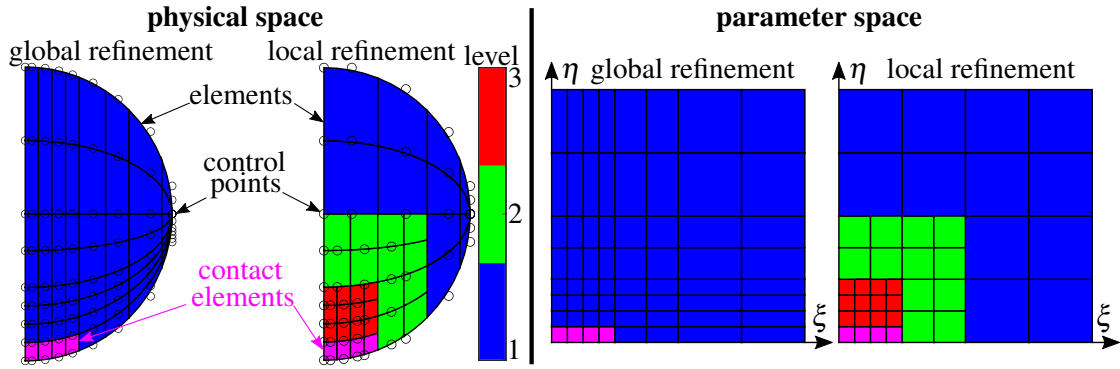 physical space
parameter space
global refinement
local refinement
level
3
2
1
elements
control
points
contact
elements
η global refinement
ξ
η local refinement
ξ